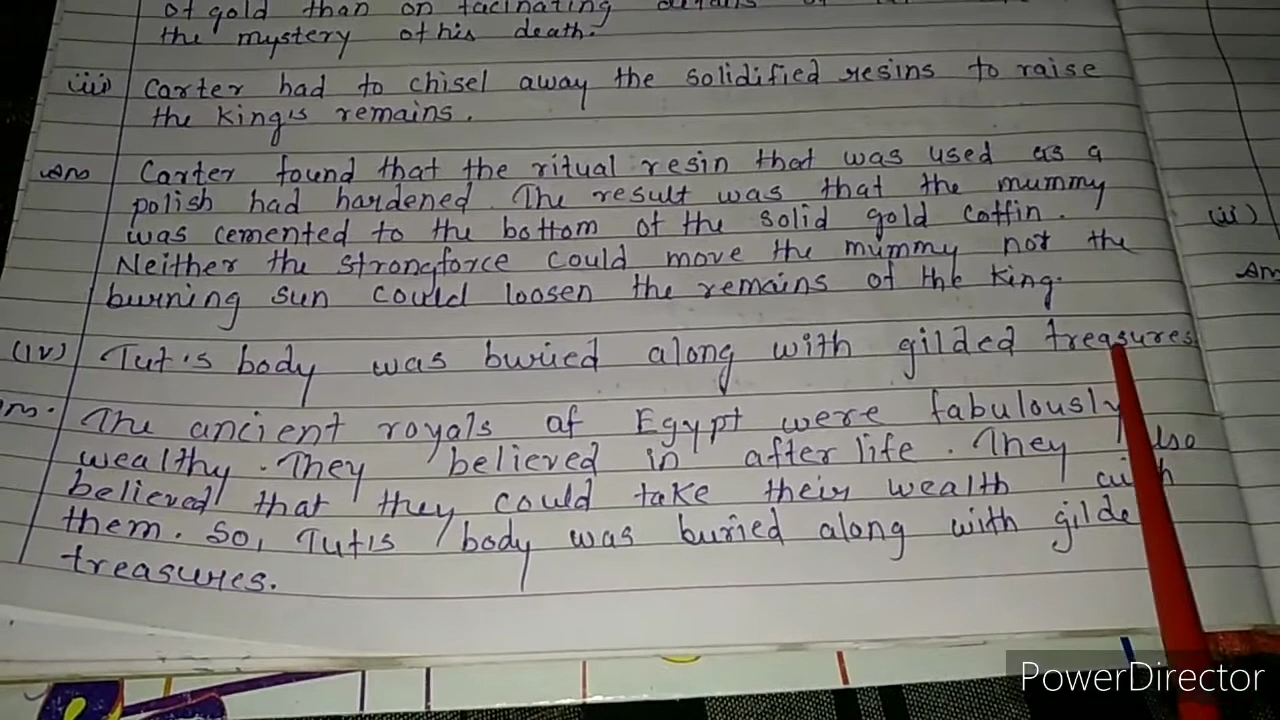 of gold than on facinating details of
the mystery of his death.
iii) Carter had to chisel away the solidified resins to raise
the king's remains.
Ans Carter found that the ritual resin that was used as a
polish had hardened. The result was that the mummy
was cemented to the bottom of the solid gold coffin.
Neither the strongforce could move the mummy not the
burning sun could loosen the remains of the king.
(iv) Tut's body was buried along with gilded treasures
The ancient royals of Egypt were fabulously
wealthy. They believed in after life. They
believed that they could take their wealth
them. So, Tut's body was buried along with gilde
treasures.
(ii)
Ans
PowerDirector